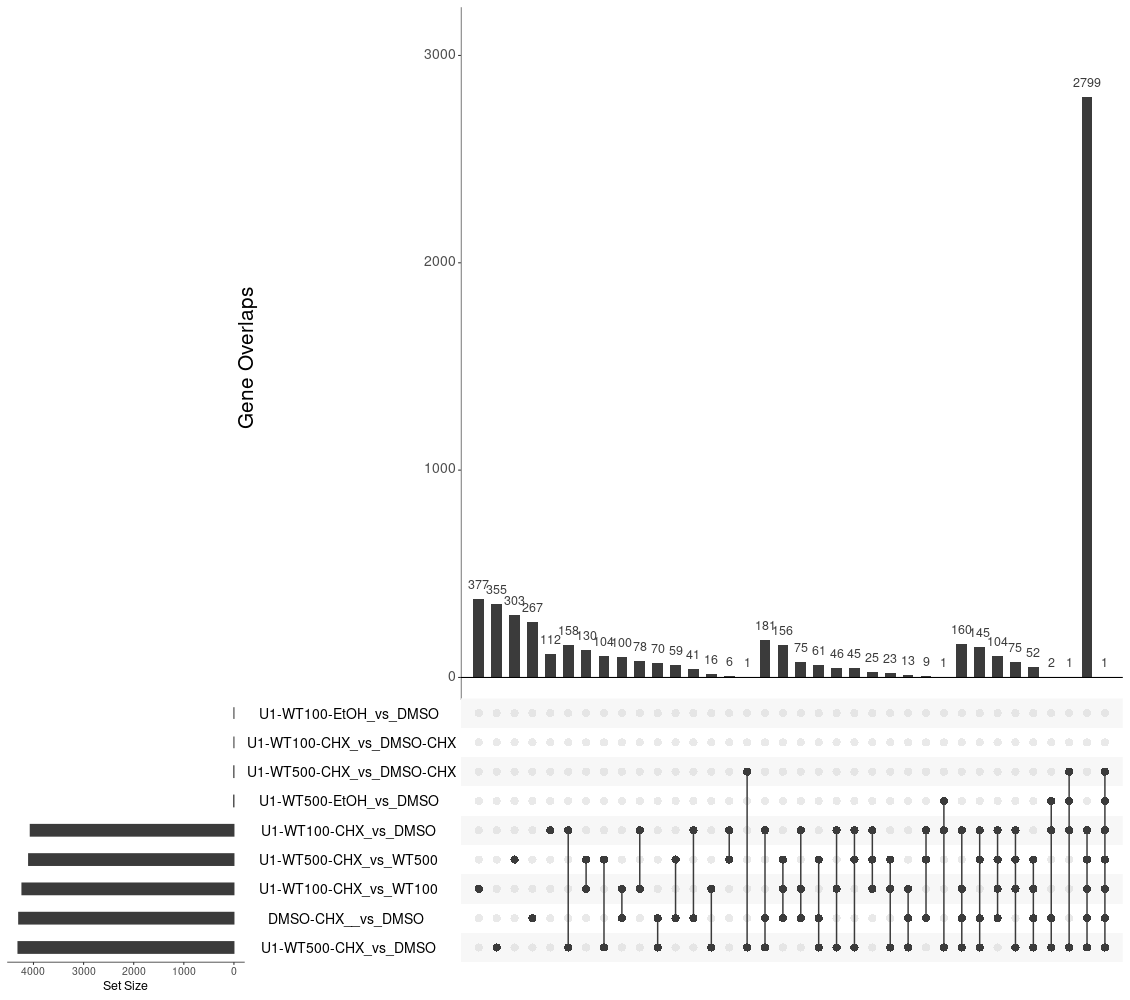 3000
2799
2000
Gene Overlaps
1000
377 355 303 267 112 158 130 104 100 78 70 59 41 16 6 1 181 156 75 61 46 45 25 23 13 9 1 160 145 104 75 52 2 1 1
0
U1-WT100-EtOH_vs_DMSO
U1-WT100-CHX_vs_DMSO-CHX
U1-WT500-CHX_vs_DMSO-CHX
U1-WT500-EtOH_vs_DMSO
U1-WT100-CHX_vs_DMSO
U1-WT500-CHX_vs_WT500
U1-WT100-CHX_vs_WT100
DMSO-CHX__vs_DMSO
U1-WT500-CHX_vs_DMSO
4000 3000 2000 1000 0
Set Size